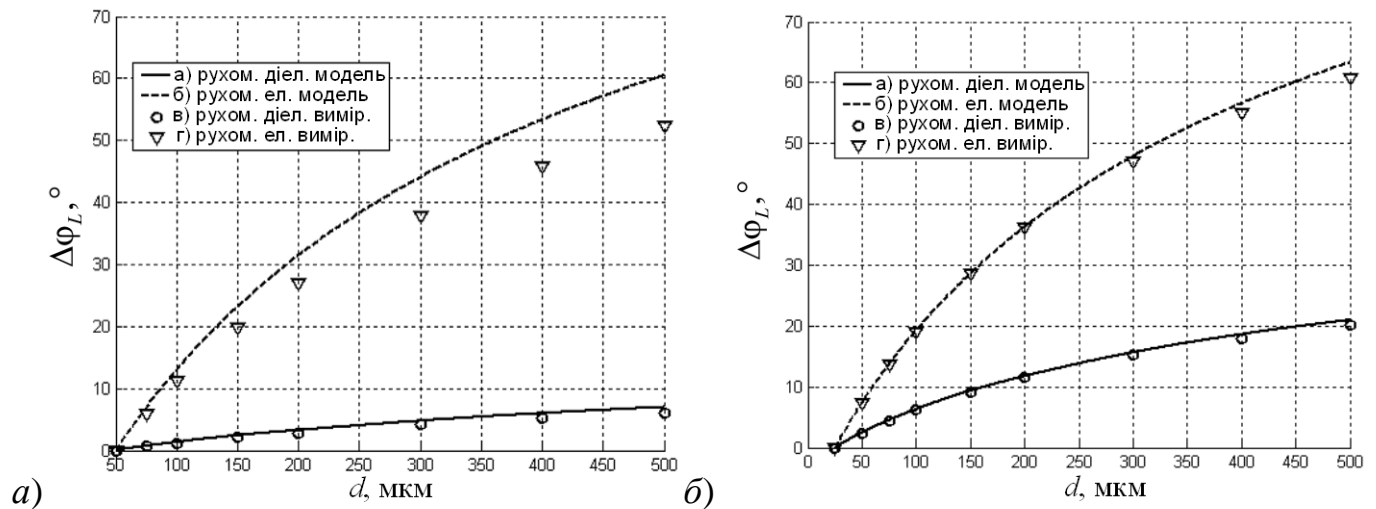 70
60
50
40
30
20
10
0
Δφ_L, °
а) рухом. діел. модель
б) рухом. ел. модель
в) рухом. діел. вимір.
г) рухом. ел. вимір.
50 100 150 200 250 300 350 400 450 500
d, мкм
а)
70
60
50
40
30
20
10
0
Δφ_L, °
а) рухом. діел. модель
б) рухом. ел. модель
в) рухом. діел. вимір.
г) рухом. ел. вимір.
0 50 100 150 200 250 300 350 400 450 500
d, мкм
б)